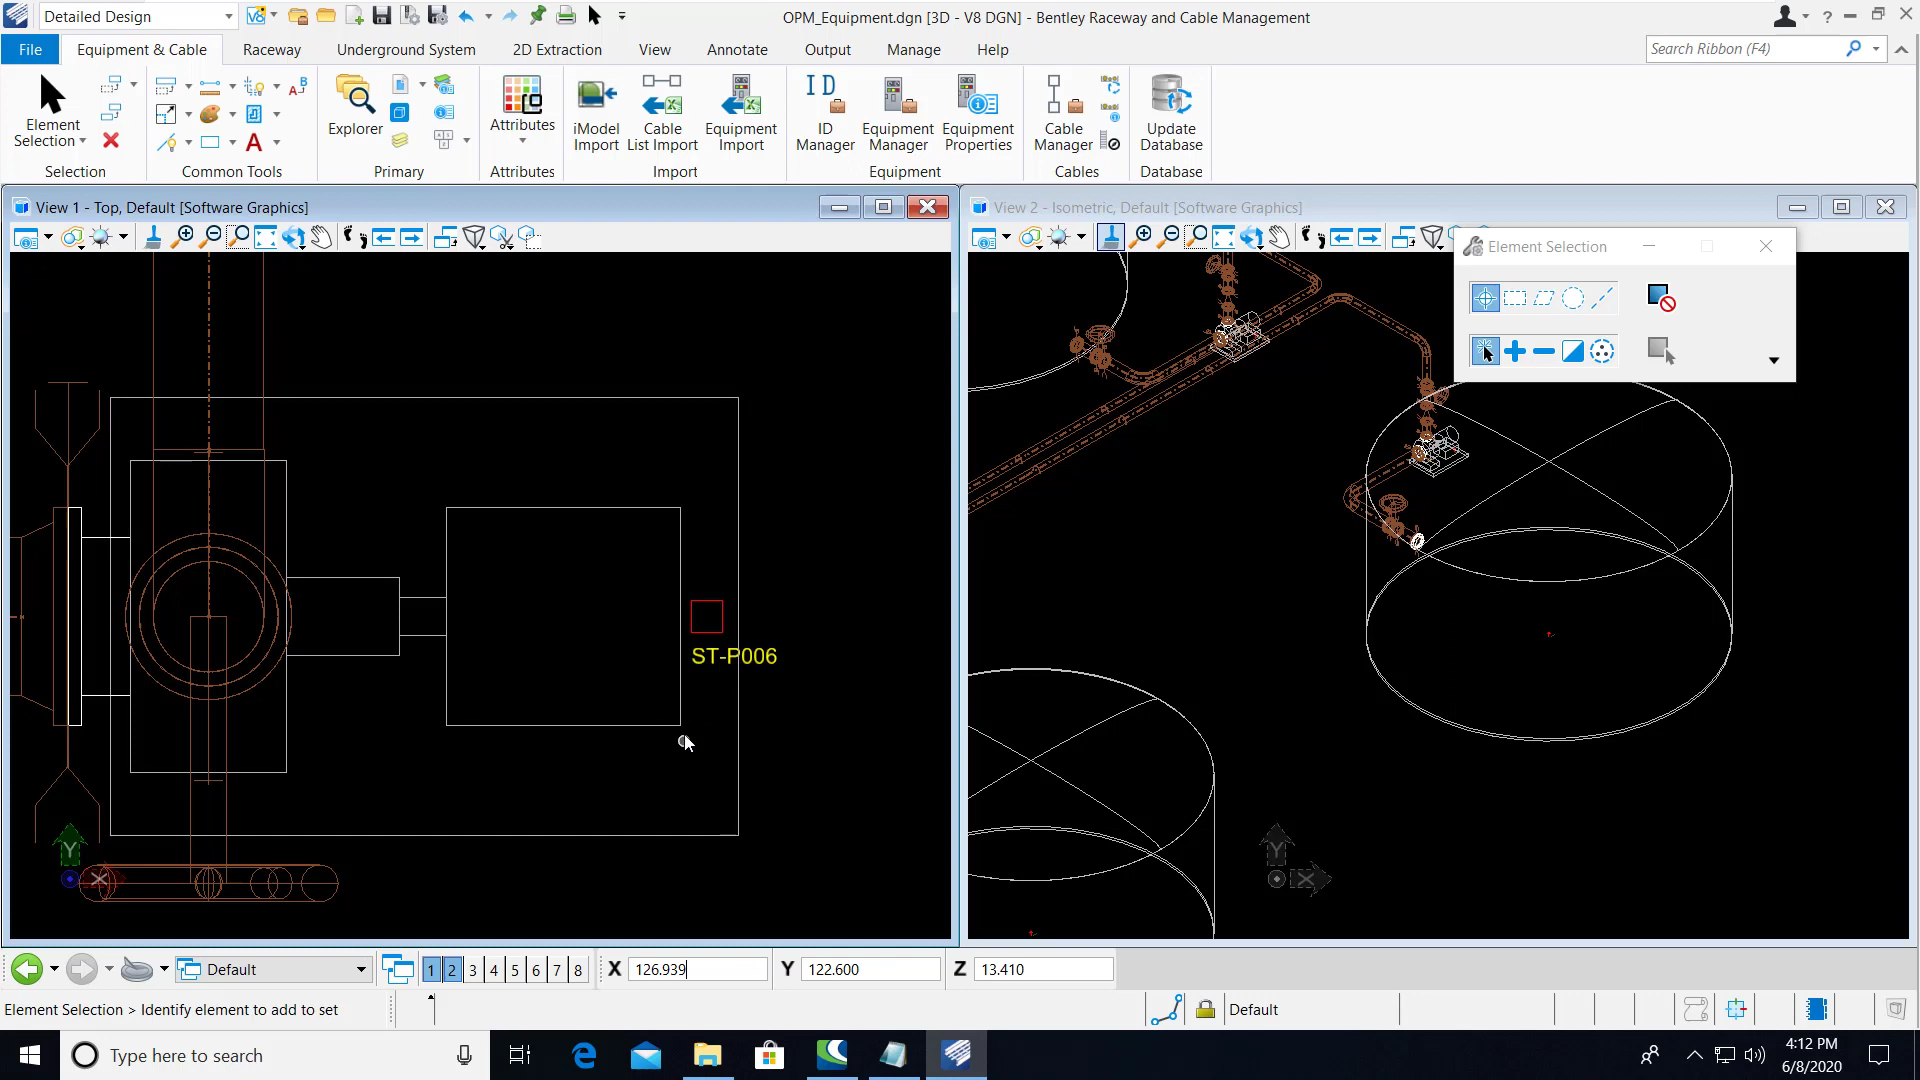 Detailed Design
OPM_Equipment.dgn [3D - V8 DGN] - Bentley Raceway and Cable Management
File
Equipment & Cable
Raceway
Underground System
2D Extraction
View
Annotate
Output
Manage
Help
Search Ribbon (F4)
Element
Selection
Explorer
Attributes
iModel
Import
Cable
List Import
Equipment
Import
ID
Manager
Equipment
Manager
Equipment
Properties
Cable
Manager
Update
Database
Selection
Common Tools
Primary
Attributes
Import
Equipment
Cables
Database
View 1 - Top, Default [Software Graphics]
View 2 - Isometric, Default [Software Graphics]
Element Selection
ST-P006
Y
X
Y
X
Default
1 2 3 4 5 6 7 8
X 126.939
Y 122.600
Z 13.410
Element Selection > Identify element to add to set
Default
Type here to search
4:12 PM
6/8/2020